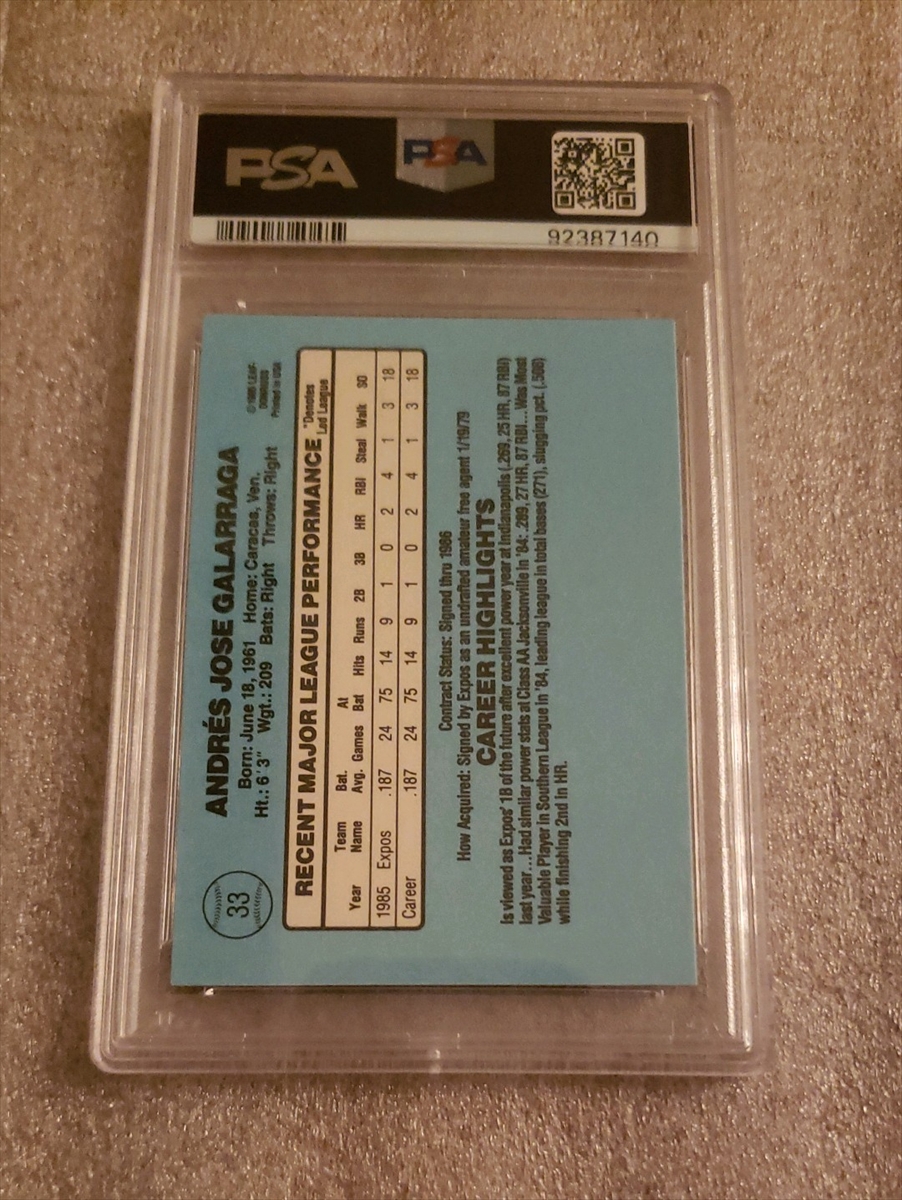 PSA
PSA
92387140
33
ANDRÉS JOSE GALARRAGA
Born: June 18, 1961 Home: Caracas, Ven.
Ht.: 6'3" Wgt.: 209 Bats: Right Throws: Right
© 1985 LEAF-
DONRUSS
Printed in USA
RECENT MAJOR LEAGUE PERFORMANCE
*Denotes
Led League
Year Team Name Bat. Avg. Games At Bat Hits Runs 2B 3B HR RBI Steal Walk SO
1985 Expos .187 24 75 14 9 1 0 2 4 1 3 18
Career .187 24 75 14 9 1 0 2 4 1 3 18
Contract Status: Signed thru 1986
How Acquired: Signed by Expos as an undrafted amateur free agent 1/19/79
CAREER HIGHLIGHTS
Is viewed as Expos' 1B of the future after excellent power year at Indianapolis (.269, 25 HR, 87 RBI)
last year...Had similar power stats at Class AA Jacksonville in '84: .289, 27 HR, 87 RBI...Was Most
Valuable Player in Southern League in '84, leading league in total bases (271), slugging pct. (.508)
while finishing 2nd in HR.